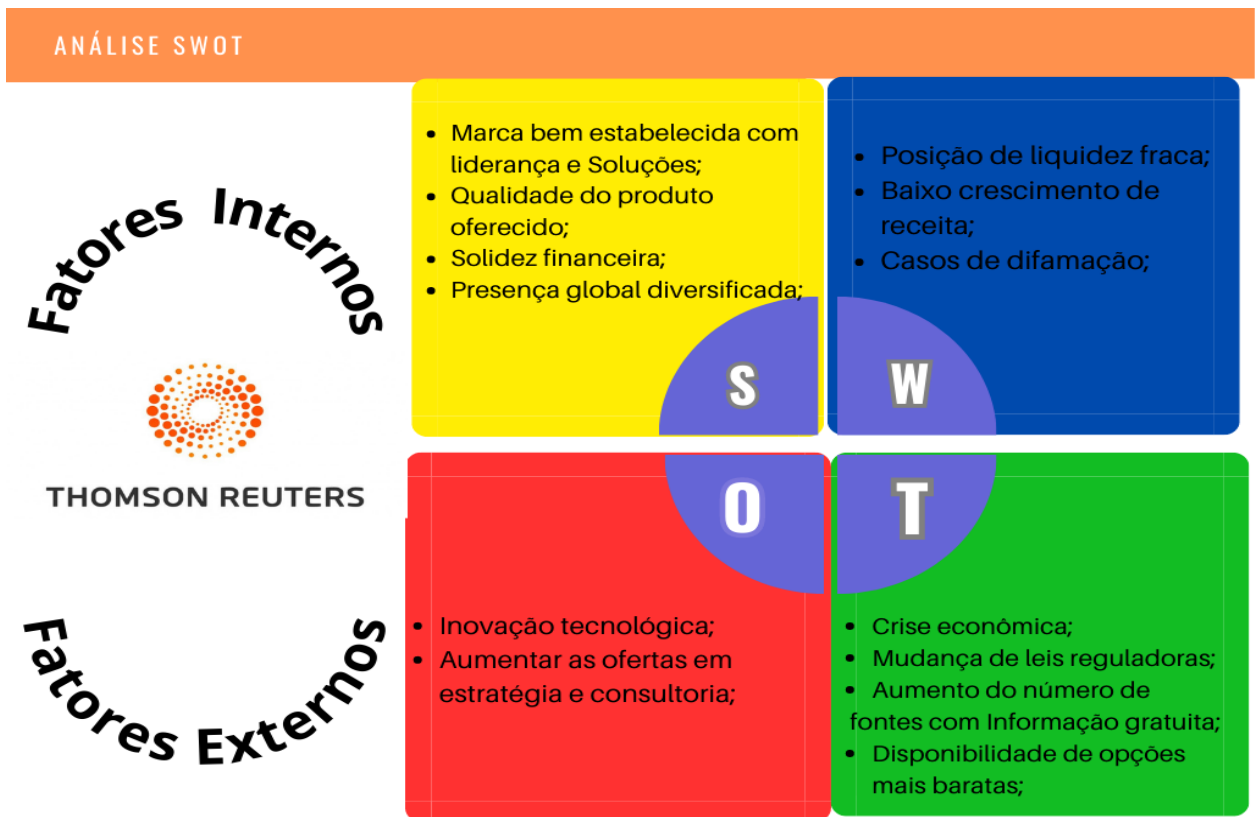 ANÁLISE SWOT
Fatores Internos
THOMSON REUTERS
Fatores Externos
• Marca bem estabelecida com
liderança e Soluções;
• Qualidade do produto
oferecido;
• Solidez financeira;
• Presença global diversificada;
S
• Posição de liquidez fraca;
• Baixo crescimento de
receita;
• Casos de difamação;
W
O
• Inovação tecnológica;
• Aumentar as ofertas em
estratégia e consultoria;
T
• Crise econômica;
• Mudança de leis reguladoras;
• Aumento do número de
fontes com Informação gratuita;
• Disponibilidade de opções
mais baratas;